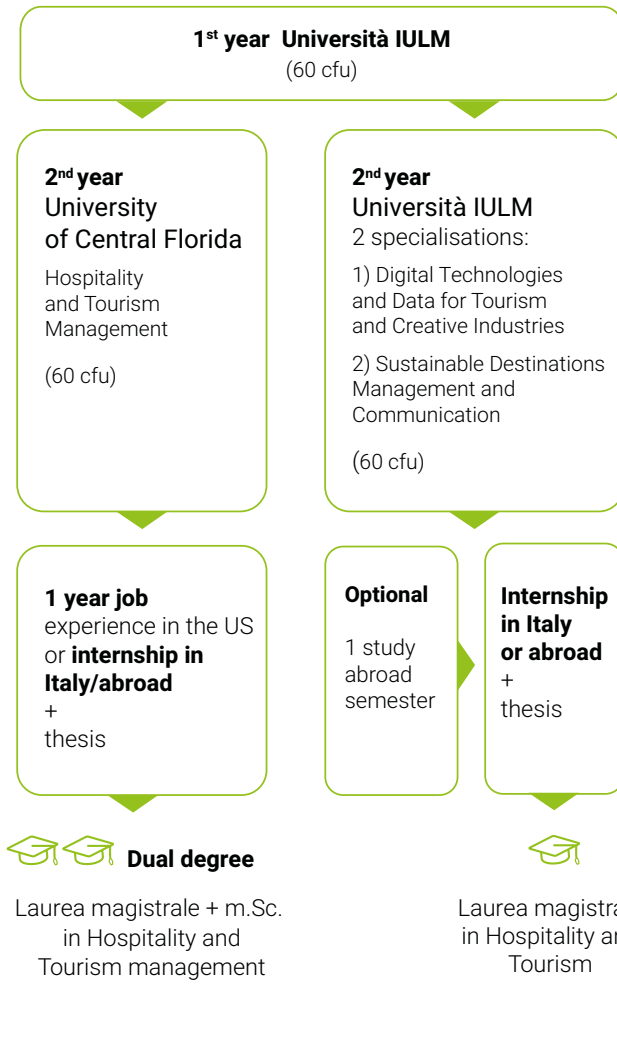 1st year Università IULM
(60 cfu)
2nd year
University
of Central Florida
Hospitality
and Tourism
Management
(60 cfu)
2nd year
Università IULM
2 specialisations:
1) Digital Technologies
and Data for Tourism
and Creative Industries
2) Sustainable Destinations
Management and
Communication
(60 cfu)
1 year job
experience in the US
or internship in
Italy/abroad
+
thesis
Optional
1 study
abroad
semester
Internship
in Italy
or abroad
+
thesis
Dual degree
Laurea magistrale + m.Sc.
in Hospitality and
Tourism management
Laurea
in Hospitality
Tourism